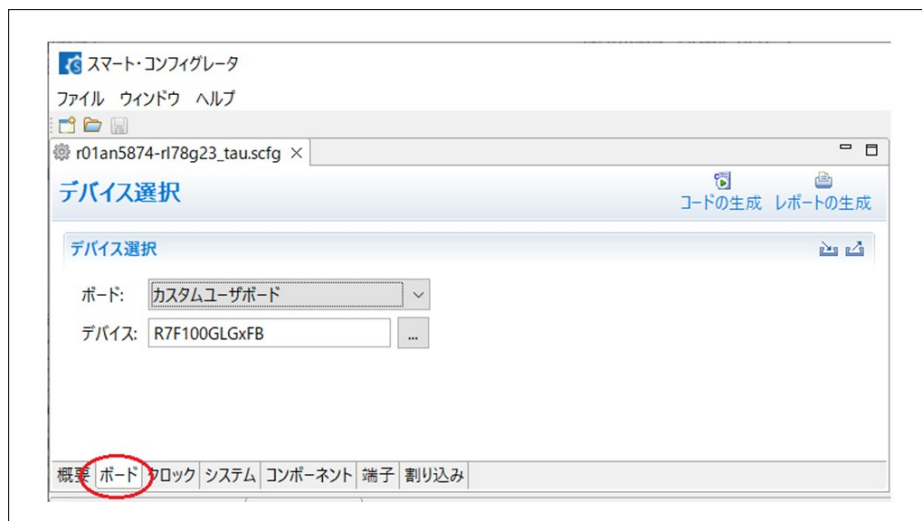 スマート・コンフィグレータ
ファイル ウィンドウ ヘルプ
r01an5874-rl78g23_tau.scfg
デバイス選択
コードの生成 レポートの生成
デバイス選択
ボード: カスタムユーザボード
デバイス: R7F100GLGxFB ...
概要 ボード クロック システム コンポーネント 端子 割り込み